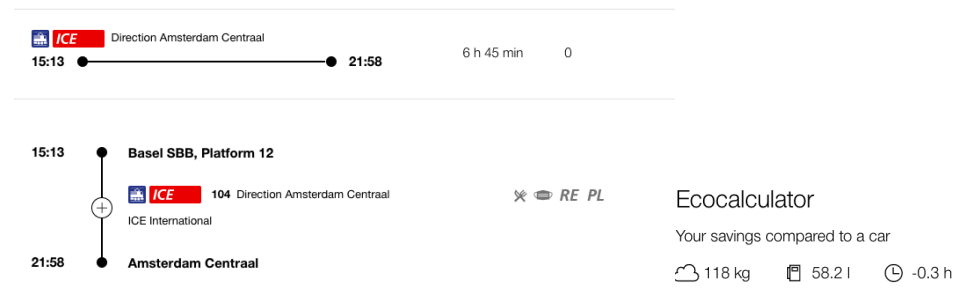 ICE Direction Amsterdam Centraal
15:13 21:58 6 h 45 min 0
15:13 Basel SBB, Platform 12
ICE 104 Direction Amsterdam Centraal RE PL
ICE International
21:58 Amsterdam Centraal
Ecocalculator
Your savings compared to a car
118 kg 58.2 l -0.3 h